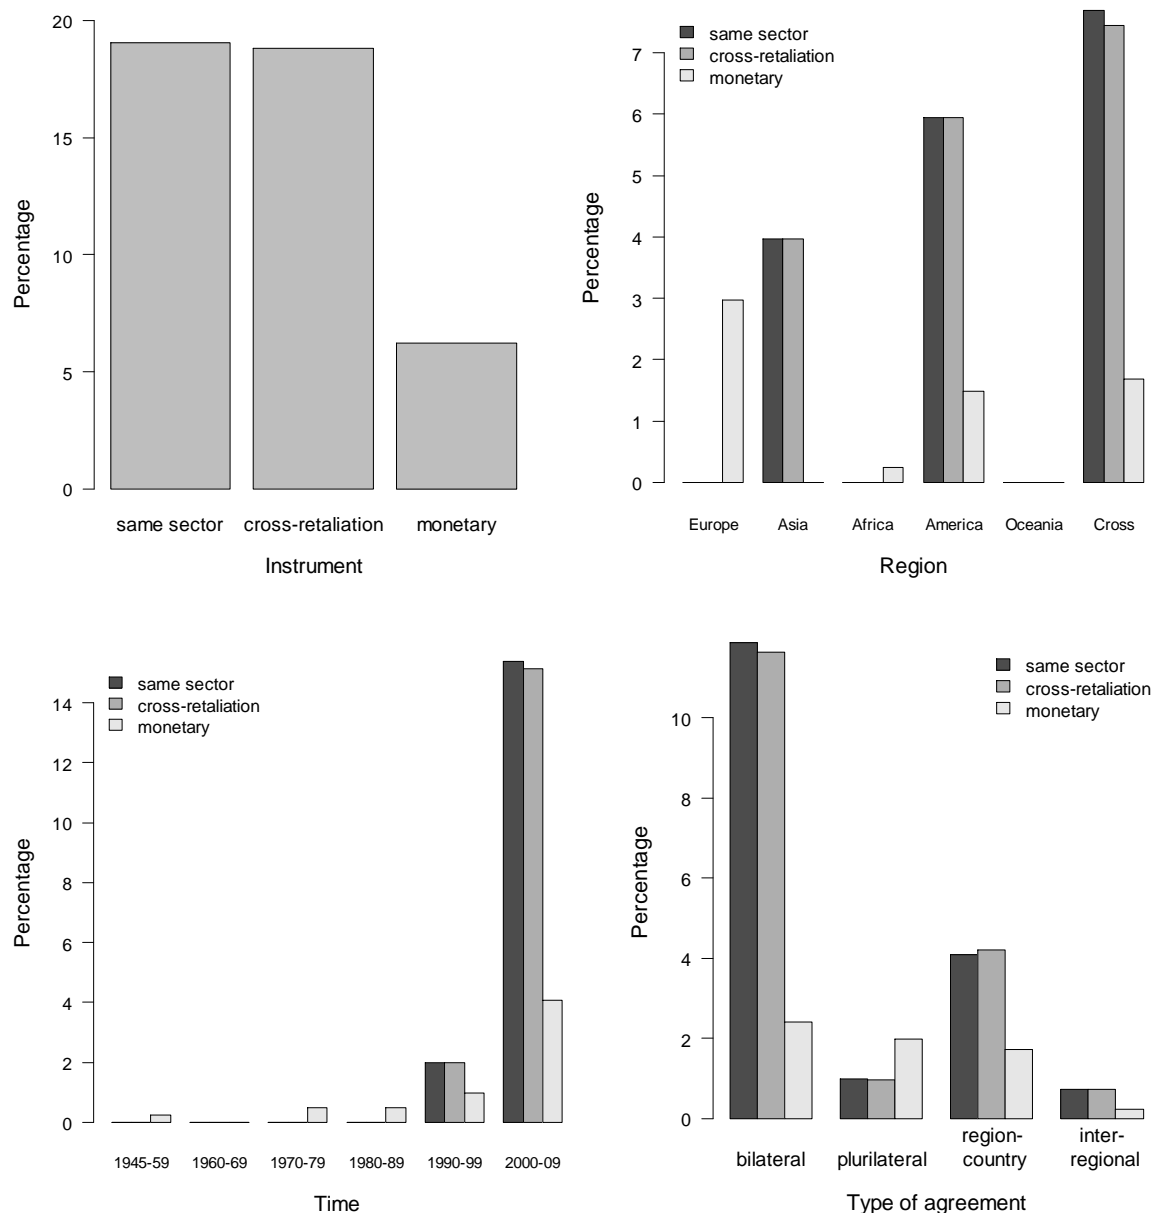 20
15
10
5
0
Percentage
same sector cross-retaliation monetary
Instrument
same sector
cross-retaliation
monetary
7
6
5
4
3
2
1
0
Percentage
Europe Asia Africa America Oceania Cross
Region
same sector
cross-retaliation
monetary
14
12
10
8
6
4
2
0
Percentage
1945-59 1960-69 1970-79 1980-89 1990-99 2000-09
Time
same sector
cross-retaliation
monetary
10
8
6
4
2
0
Percentage
bilateral plurilateral region-country inter-regional
Type of agreement